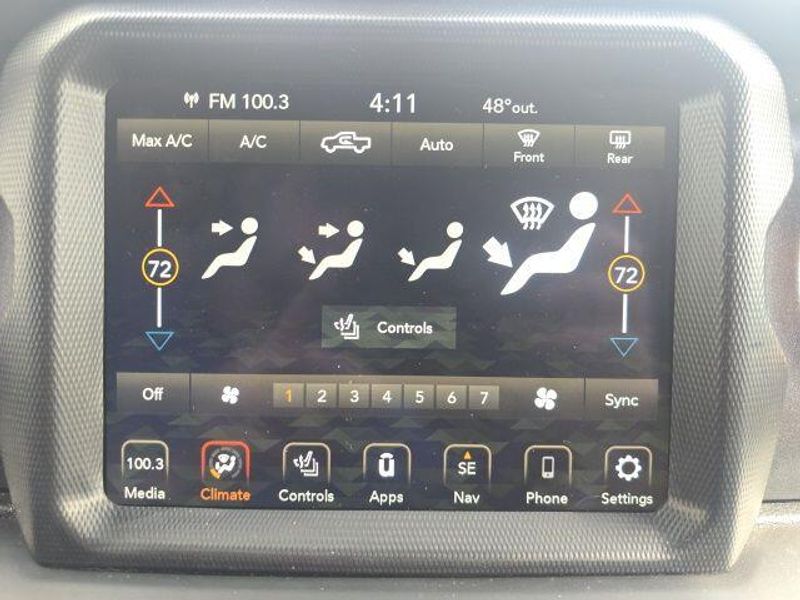 FM 100.3 4:11 48°out.
Max A/C A/C Auto Front Rear
72 72
Controls
Off 1 2 3 4 5 6 7 Sync
100.3 SE
Media Climate Controls Apps Nav Phone Settings